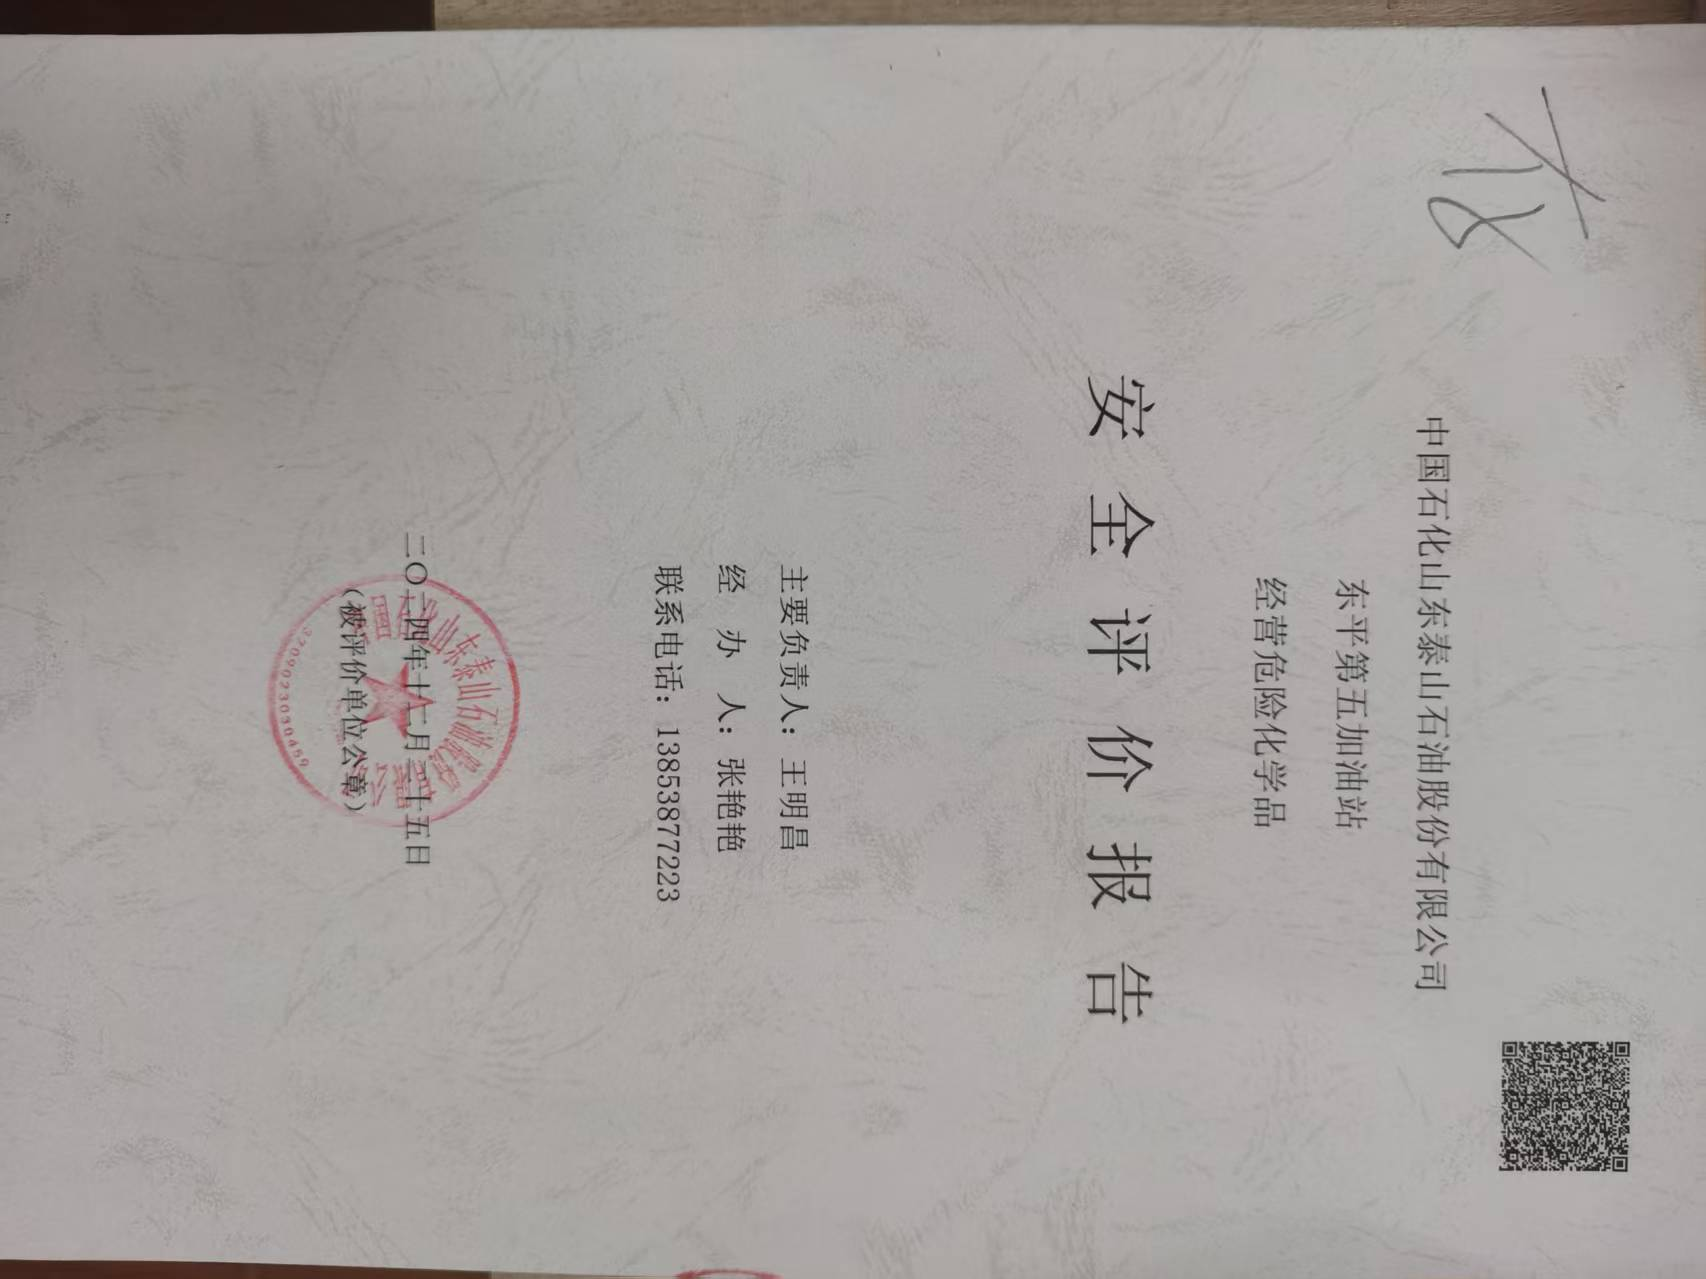 中国石化山东泰山石油股份有限公司
东平第五加油站
经营危险化学品
安全评价报告
主要负责人：王明昌
经办人：张艳艳
联系电话：13853877223
二〇二四年十二月二十五日
（被评价单位公章）